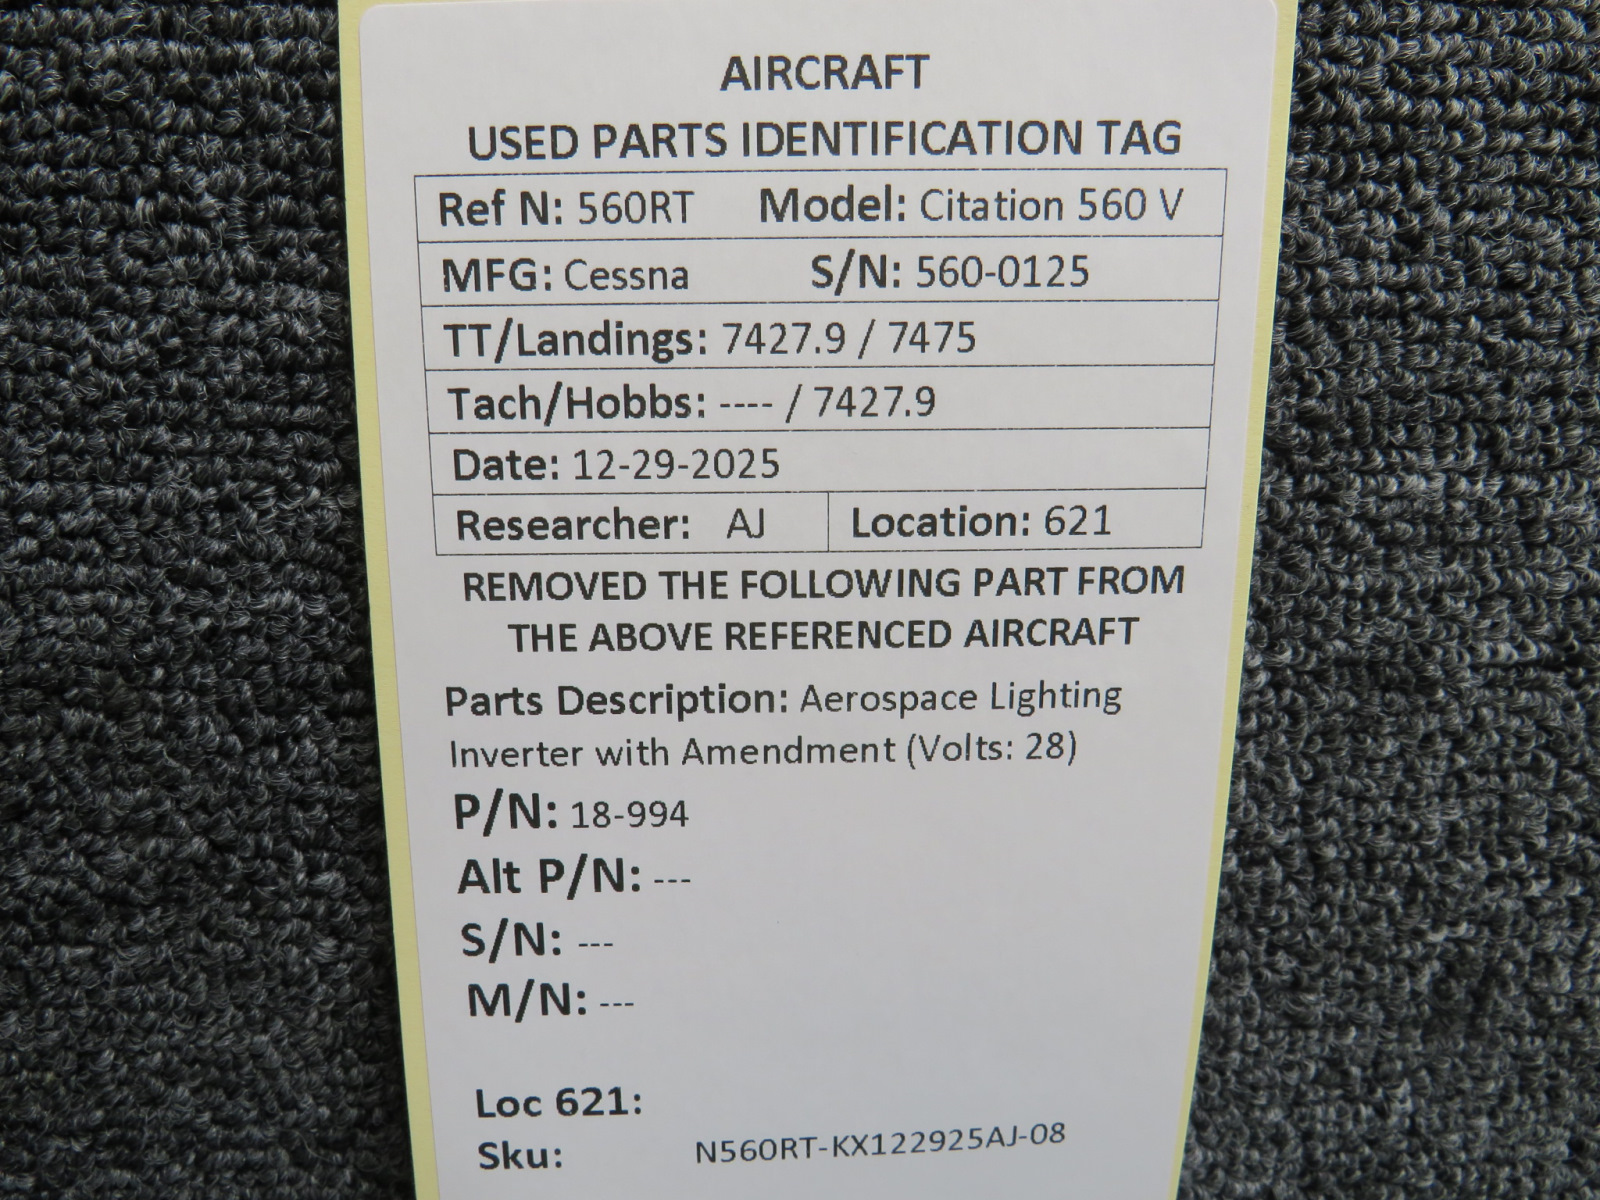 AIRCRAFT
USED PARTS IDENTIFICATION TAG
Ref N: 560RT Model: Citation 560 V
MFG: Cessna S/N: 560-0125
TT/Landings: 7427.9 / 7475
Tach/Hobbs: ---- / 7427.9
Date: 12-29-2025
Researcher: AJ Location: 621
REMOVED THE FOLLOWING PART FROM
THE ABOVE REFERENCED AIRCRAFT
Parts Description: Aerospace Lighting
Inverter with Amendment (Volts: 28)
P/N: 18-994
Alt P/N: ---
S/N: ---
M/N: ---
Loc 621:
Sku: N560RT-KX122925AJ-08